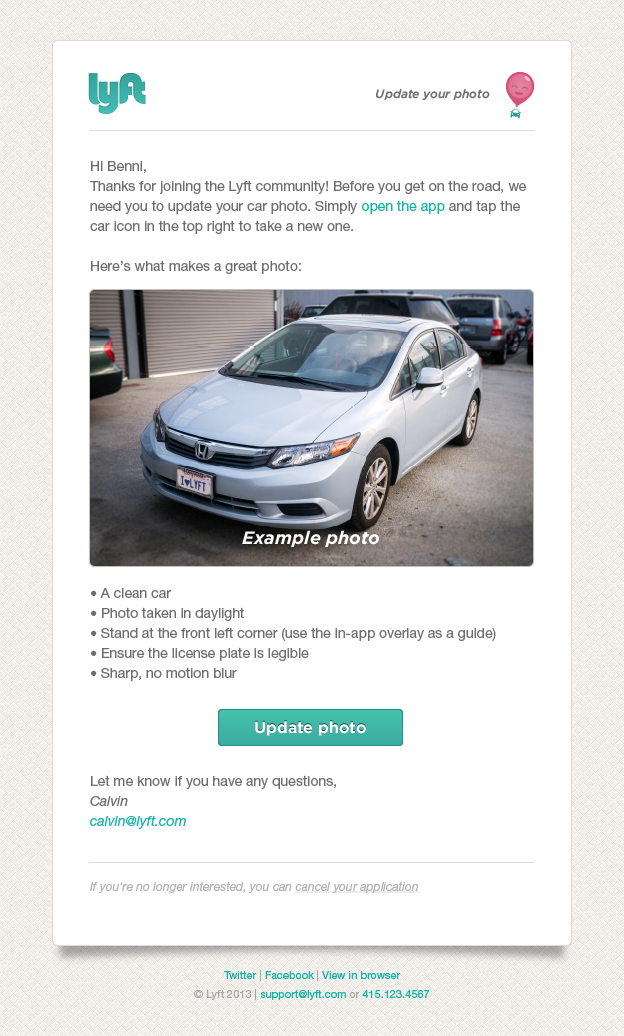 lyft
Update your photo
Hi Benni,
Thanks for joining the Lyft community! Before you get on the road, we
need you to update your car photo. Simply open the app and tap the
car icon in the top right to take a new one.
Here's what makes a great photo:
I♥LYFT
Example photo
• A clean car
• Photo taken in daylight
• Stand at the front left corner (use the in-app overlay as a guide)
• Ensure the license plate is legible
• Sharp, no motion blur
Update photo
Let me know if you have any questions,
Calvin
calvin@lyft.com
If you're no longer interested, you can cancel your application
Twitter | Facebook | View in browser
© Lyft 2013 | support@lyft.com or 415.123.4567